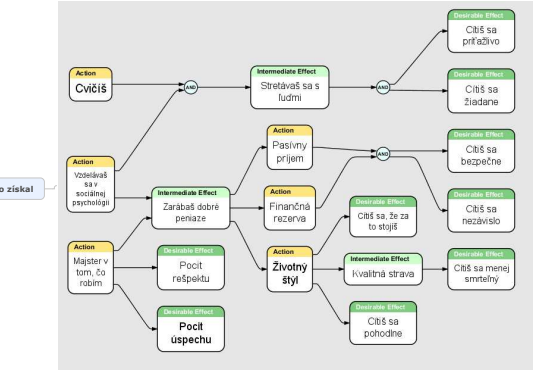 o získal
Action
Cvičíš
AND
Intermediate Effect
Stretávaš sa s
ľuďmi
AND
Desirable Effect
Cítiš sa
príťažlivo
Desirable Effect
Cítiš sa
žiadane
Action
Vzdelávaš
sa v
sociálnej
psychológii
Action
Pasívny
príjem
AND
Desirable Effect
Cítiš sa
bezpečne
Intermediate Effect
Zarábaš dobré
peniaze
Action
Finančná
rezerva
Desirable Effect
Cítiš sa
nezávislo
Desirable Effect
Cítiš sa, že za
to stojíš
Action
Majster v
tom, čo
robím
Desirable Effect
Pocit
rešpektu
Action
Životný
štýl
Intermediate Effect
Kvalitná strava
Desirable Effect
Cítiš sa menej
smrteľný
Desirable Effect
Pocit
úspechu
Desirable Effect
Cítiš sa
pohodlne